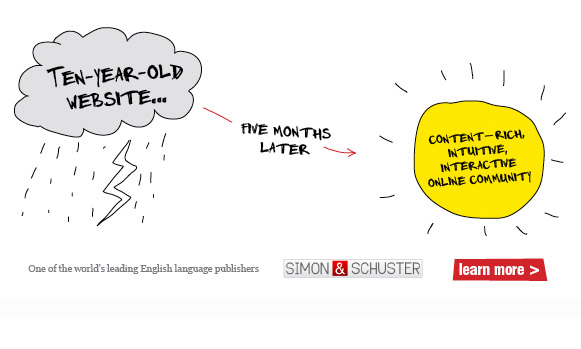 TEN-YEAR-OLD
WEBSITE...
FIVE MONTHS
LATER
CONTENT-RICH,
INTUITIVE,
INTERACTIVE
ONLINE COMMUNITY
One of the world's leading English language publishers
SIMON & SCHUSTER
learn more >